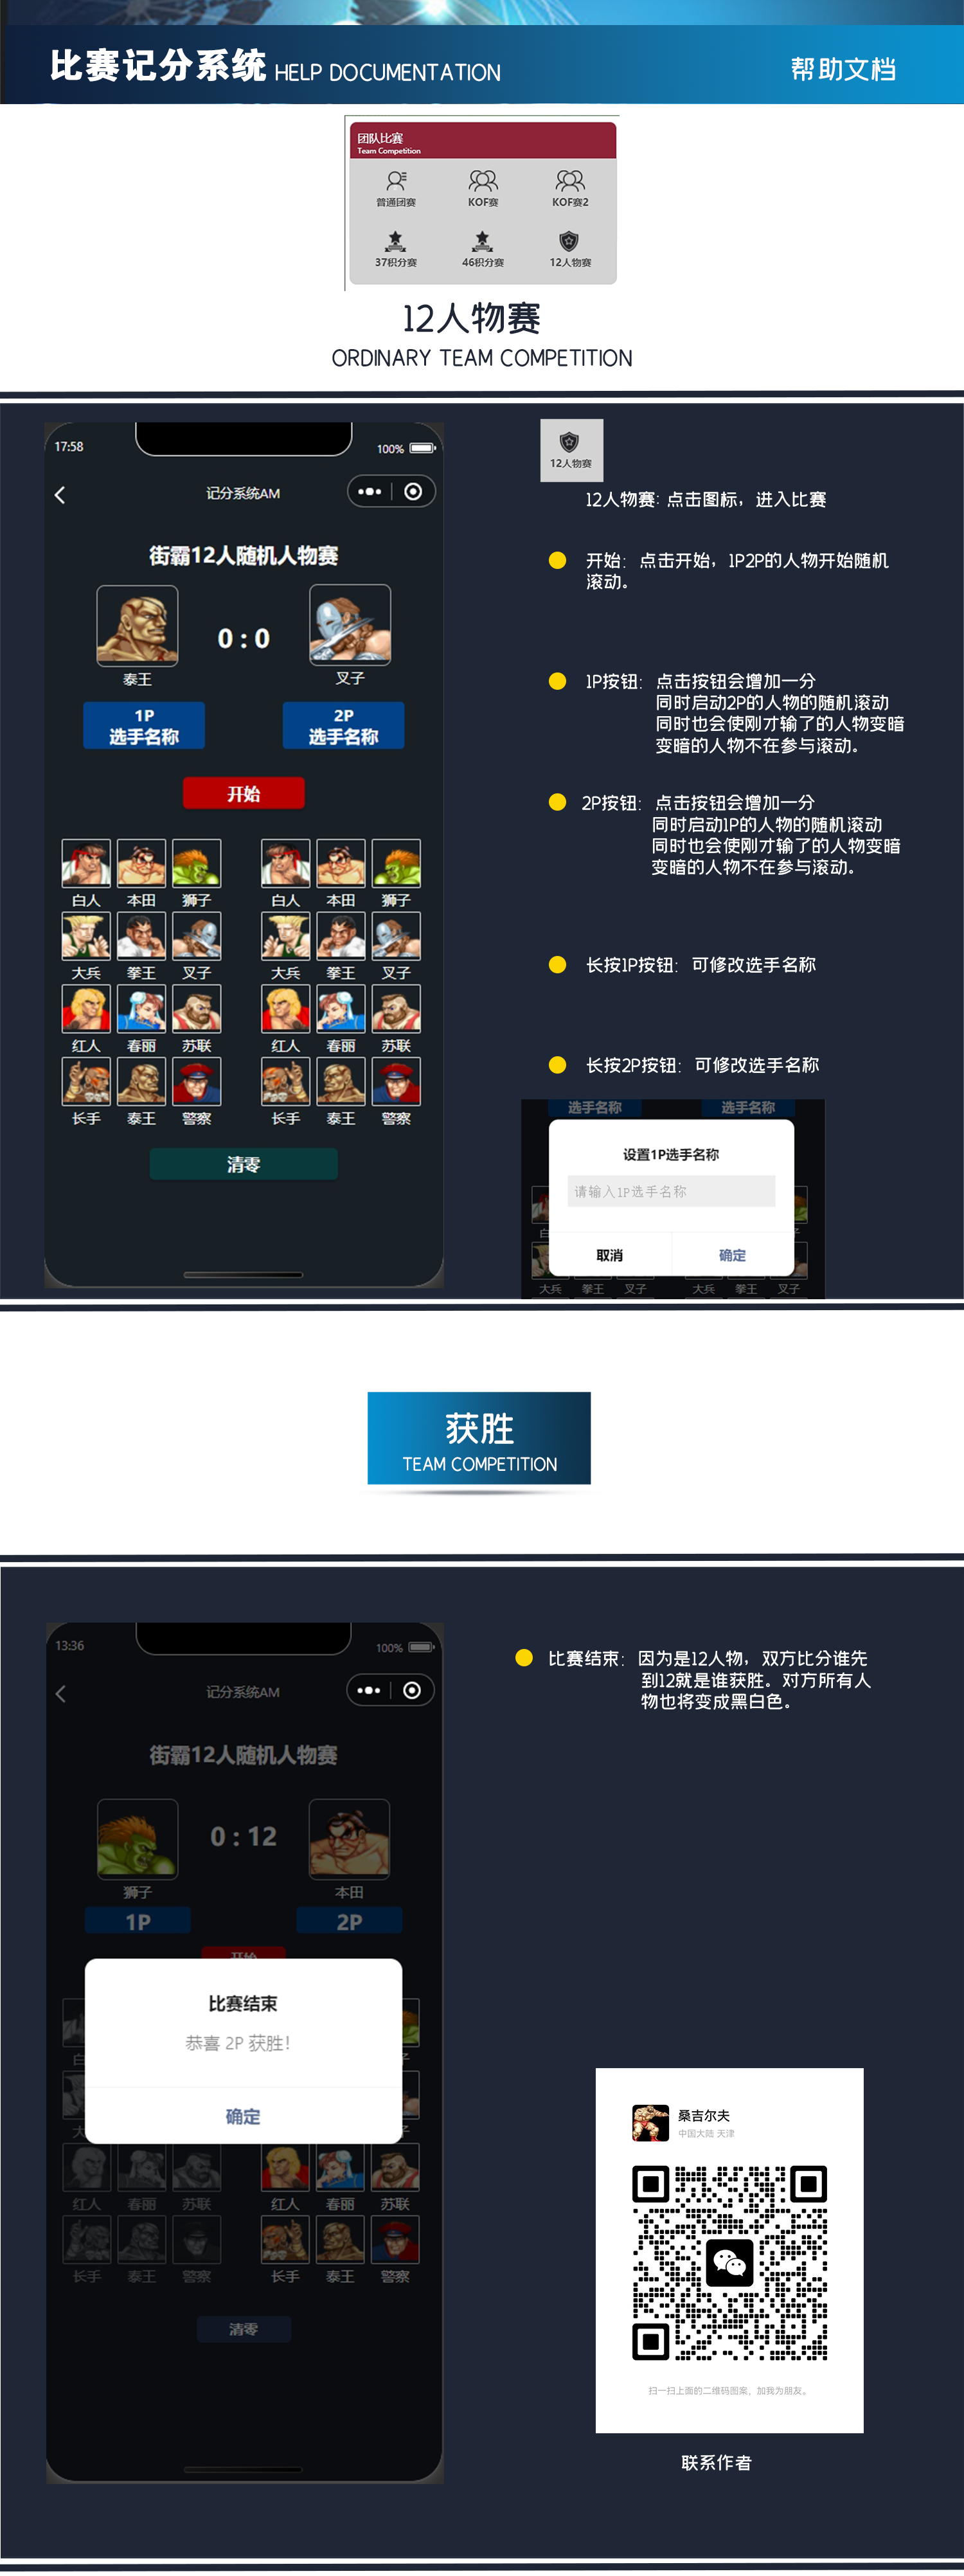 比赛记分系统 HELP DOCUMENTATION 帮助文档
团队比赛
Team Competition
普通团赛 KOF赛 KOF赛2
37积分赛 46积分赛 12人物赛
12人物赛
ORDINARY TEAM COMPETITION
17:58 100%
记分系统AM
街霸12人随机人物赛
0 : 0
泰王 叉子
1P 2P
选手名称 选手名称
开始
白人 本田 狮子 白人 本田 狮子
大兵 拳王 叉子 大兵 拳王 叉子
红人 春丽 苏联 红人 春丽 苏联
长手 泰王 警察 长手 泰王 警察
清零
12人物赛
12人物赛: 点击图标，进入比赛
开始：点击开始，1P2P的人物开始随机
滚动。
1P按钮：点击按钮会增加一分
同时启动2P的人物的随机滚动
同时也会使刚才输了的人物变暗
变暗的人物不在参与滚动。
2P按钮：点击按钮会增加一分
同时启动1P的人物的随机滚动
同时也会使刚才输了的人物变暗
变暗的人物不在参与滚动。
长按1P按钮：可修改选手名称
长按2P按钮：可修改选手名称
选手名称 选手名称
设置1P选手名称
请输入1P选手名称
取消 确定
大兵 拳王 叉子 大兵 拳王 叉子
获胜
TEAM COMPETITION
13:36 100%
记分系统AM
街霸12人随机人物赛
0 : 12
狮子 本田
1P 2P
开始
比赛结束
恭喜 2P 获胜！
确定
红人 春丽 苏联 红人 春丽 苏联
长手 泰王 警察 长手 泰王 警察
清零
比赛结束：因为是12人物，双方比分谁先
到12就是谁获胜。对方所有人
物也将变成黑白色。
桑吉尔夫
中国大陆 天津
扫一扫上面的二维码图案，加我为朋友。
联系作者